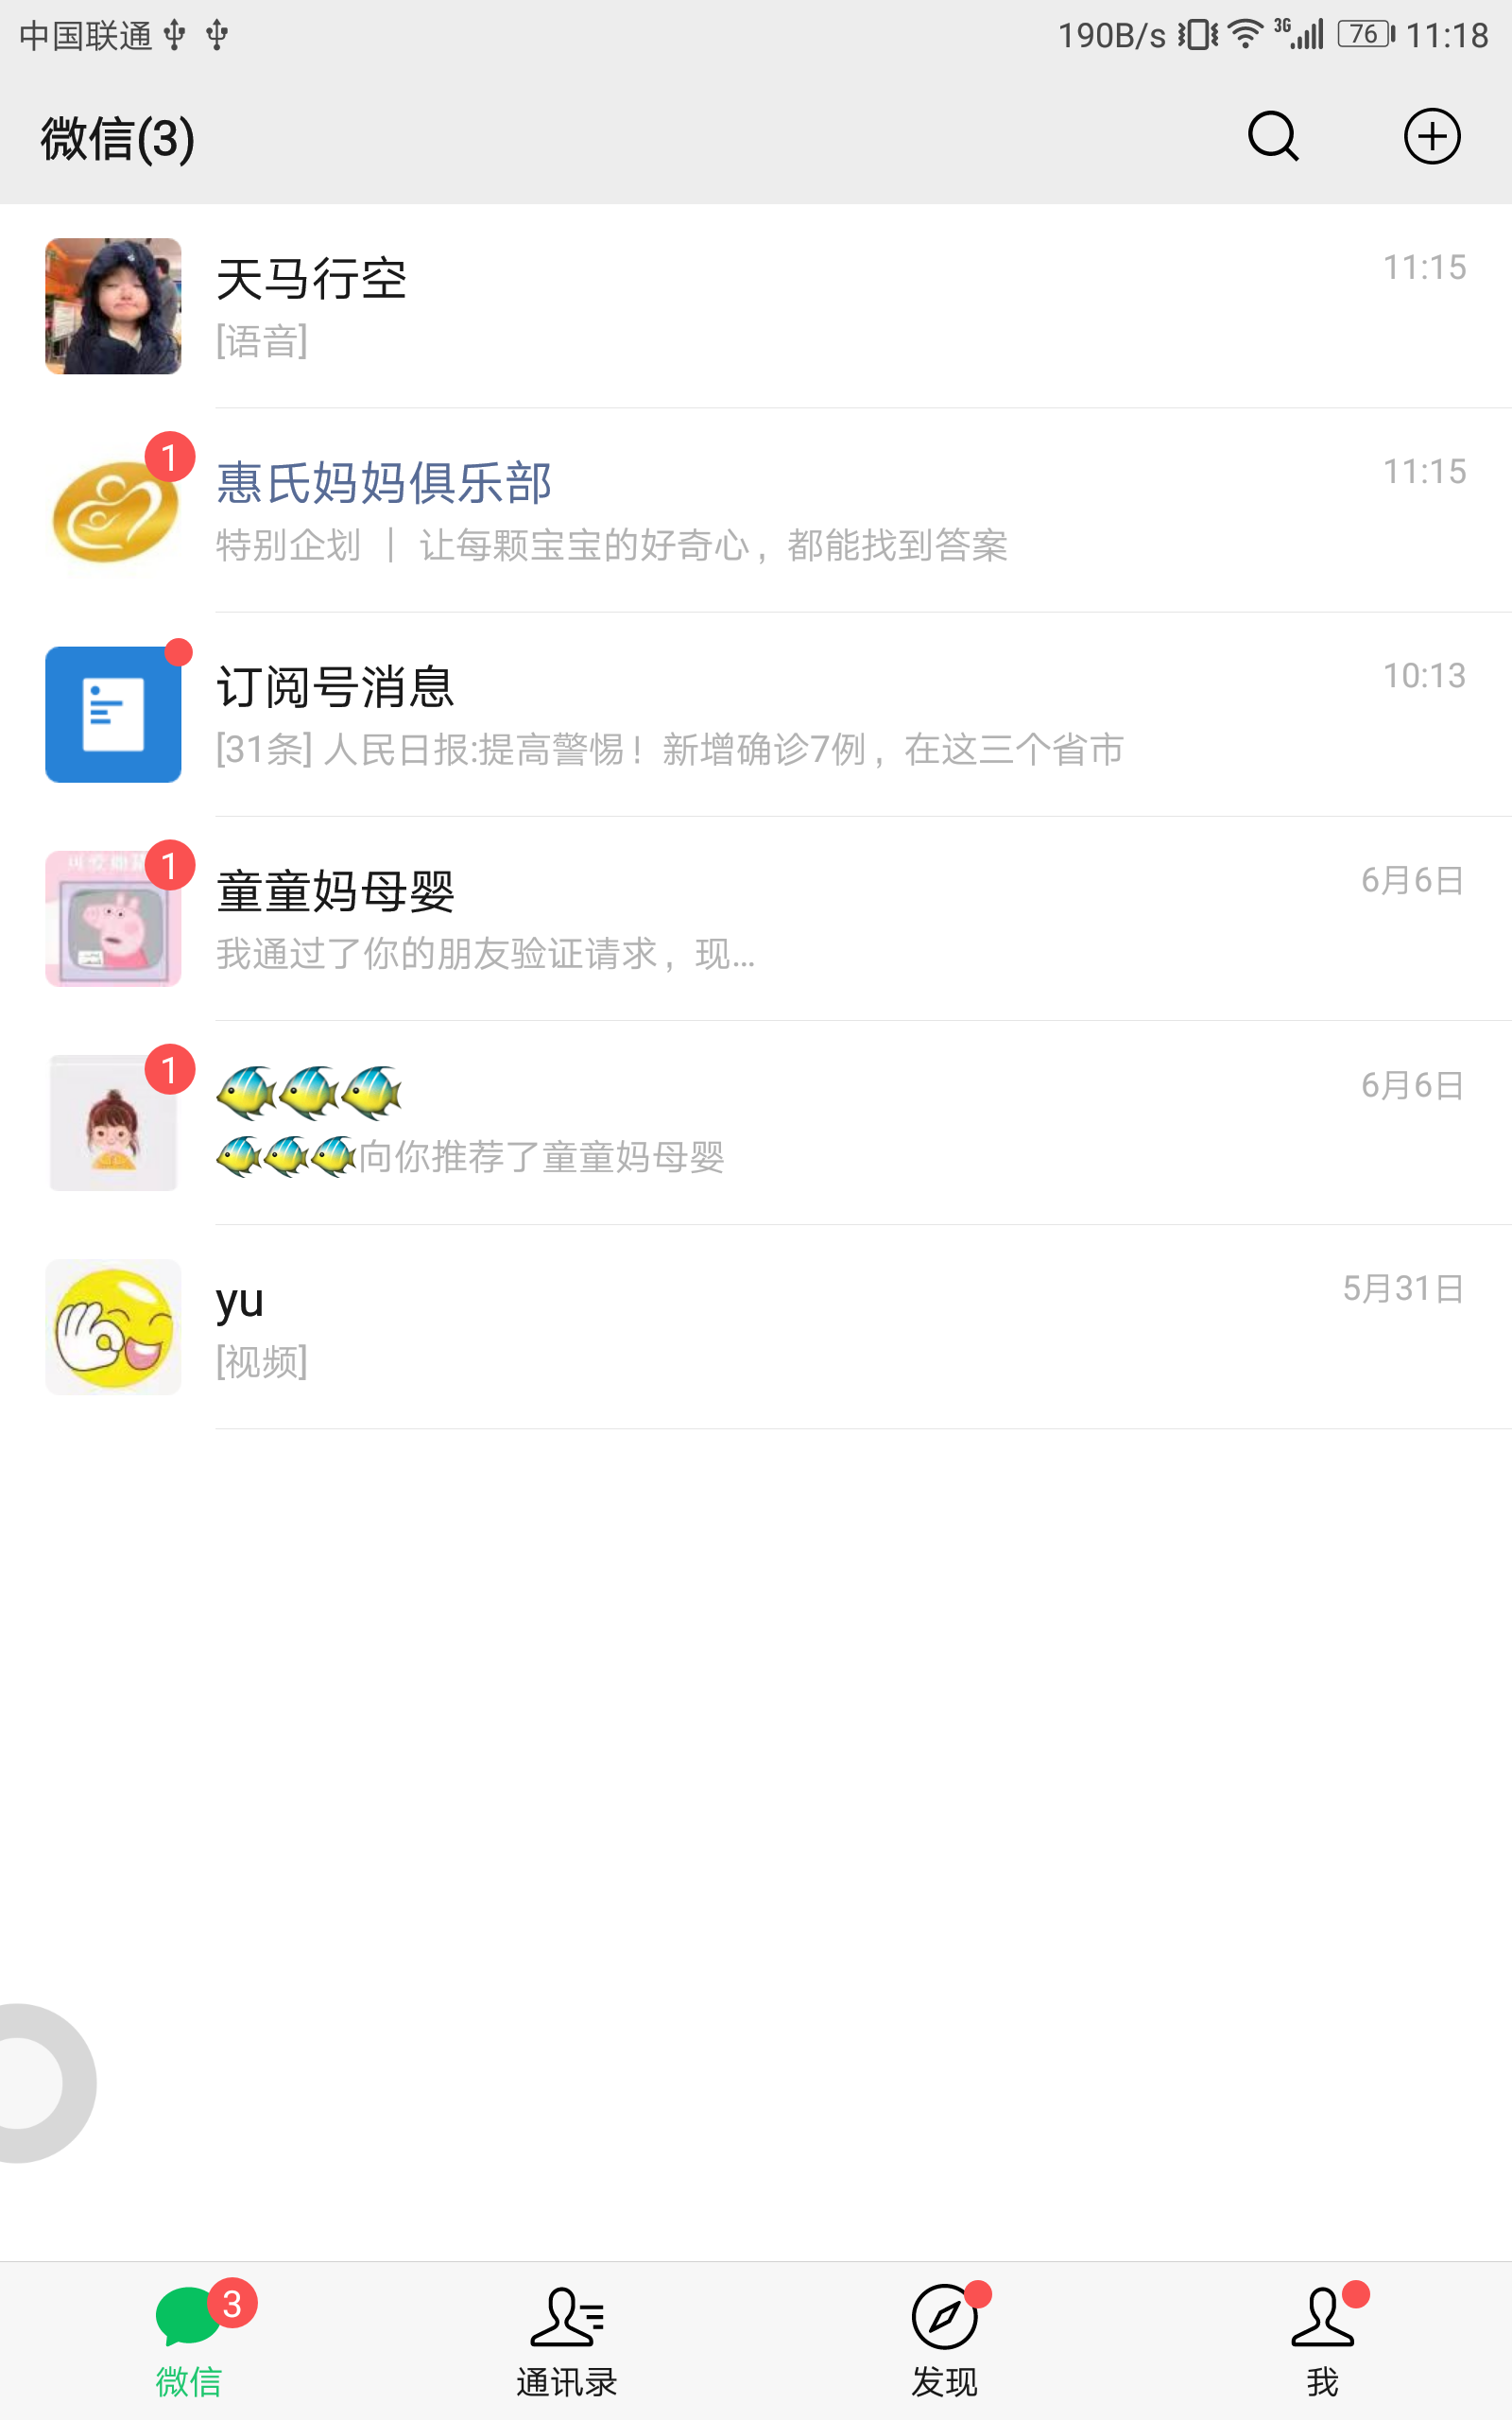 中国联通
190B/s 3G 76 11:18
微信(3)
天马行空 11:15
[语音]
1
惠氏妈妈俱乐部 11:15
特别企划 | 让每颗宝宝的好奇心，都能找到答案
订阅号消息 10:13
[31条] 人民日报:提高警惕！新增确诊7例，在这三个省市
1
童童妈母婴 6月6日
我通过了你的朋友验证请求，现...
1
🐠🐠🐠 6月6日
🐠🐠🐠向你推荐了童童妈母婴
yu 5月31日
[视频]
3
微信 通讯录 发现 我